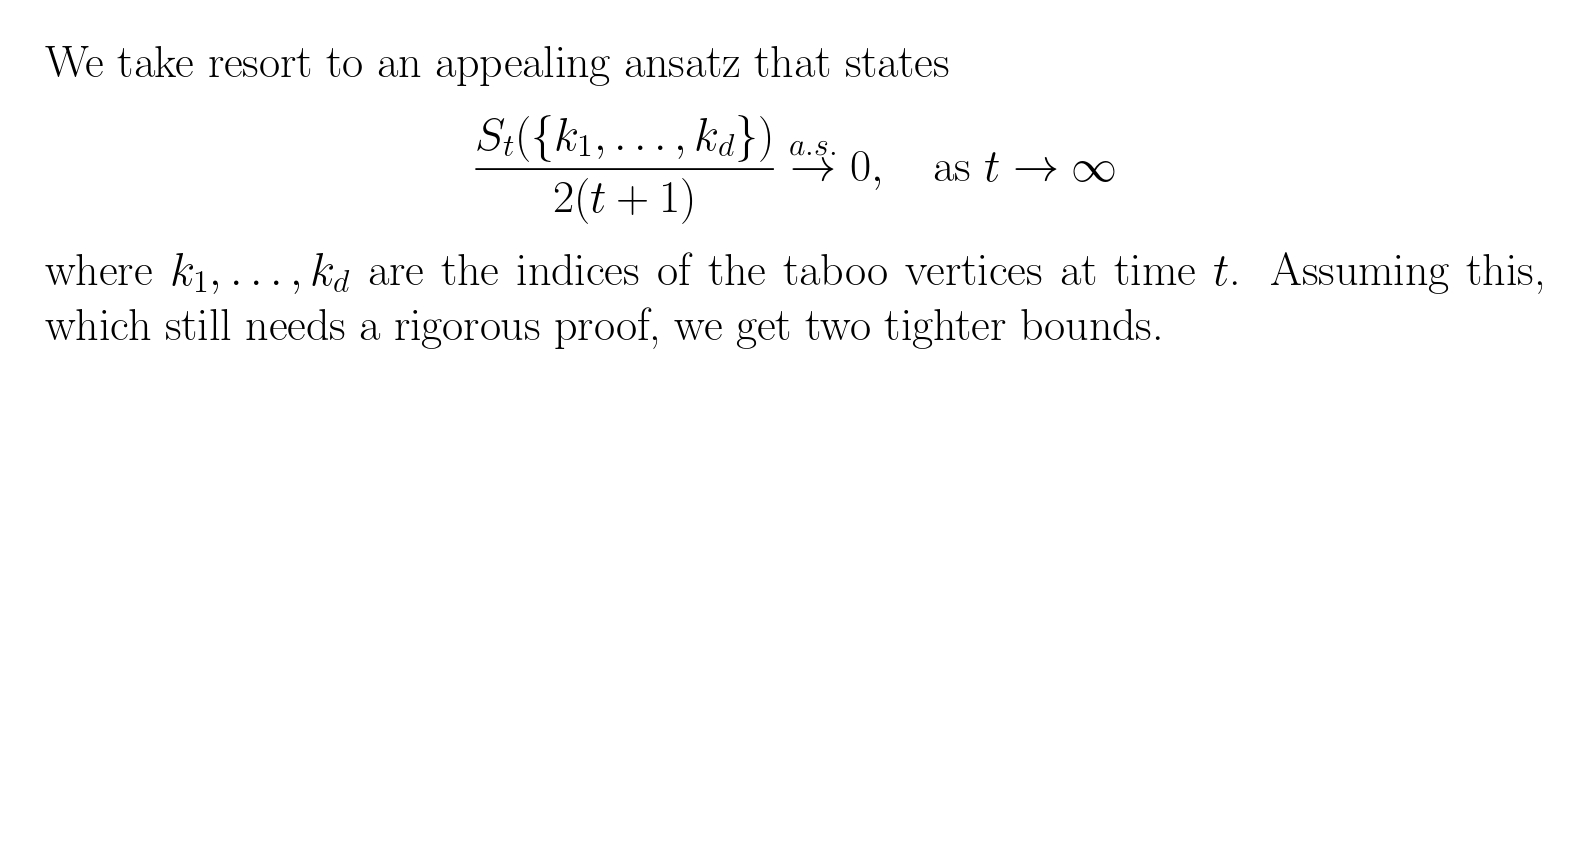 We take resort to an appealing ansatz that states
\frac{S_t(\{k_1, \ldots, k_d\})}{2(t+1)} \overset{a.s.}{\to} 0, \quad \text{as } t \to \infty
where k_1, \ldots, k_d are the indices of the taboo vertices at time t. Assuming this,
which still needs a rigorous proof, we get two tighter bounds.